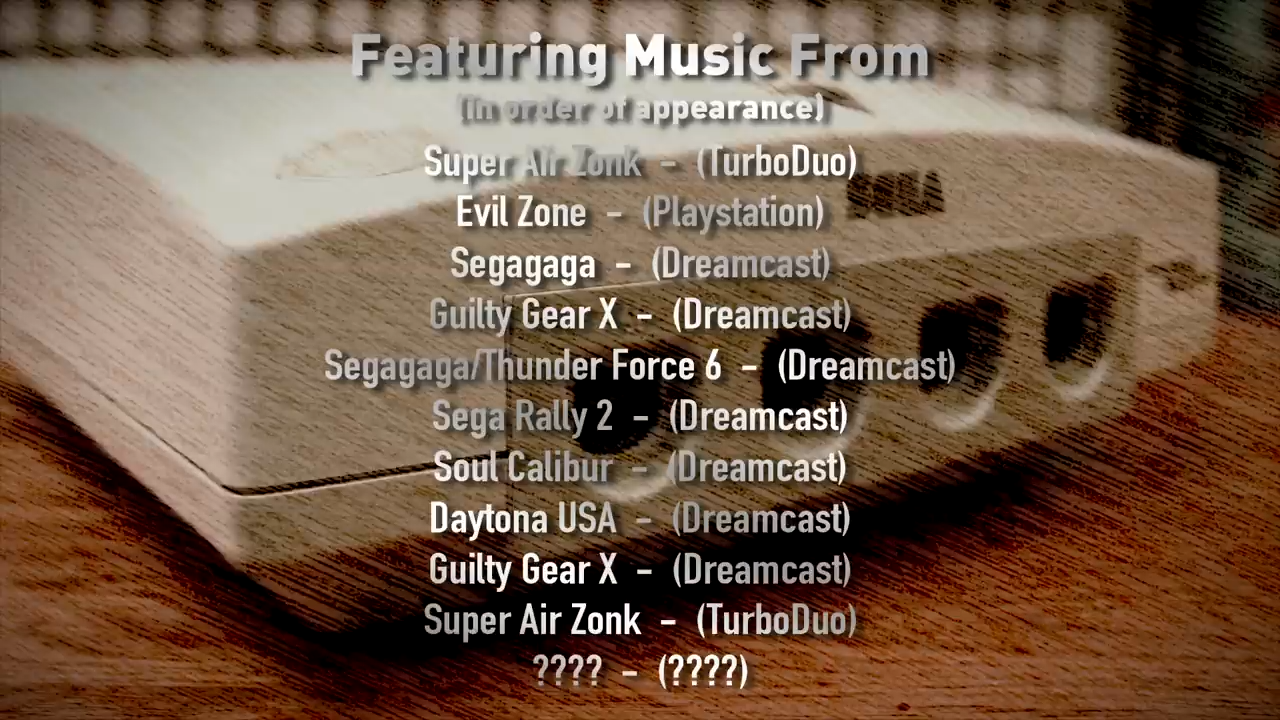 Featuring Music From
(in order of appearance)
Super Air Zonk - (TurboDuo)
SEGA
Evil Zone - (Playstation)
Segagaga - (Dreamcast)
Guilty Gear X - (Dreamcast)
Segagaga/Thunder Force 6 - (Dreamcast)
Sega Rally 2 - (Dreamcast)
Soul Calibur - (Dreamcast)
Daytona USA - (Dreamcast)
Guilty Gear X - (Dreamcast)
Super Air Zonk - (TurboDuo)
???? - (????)